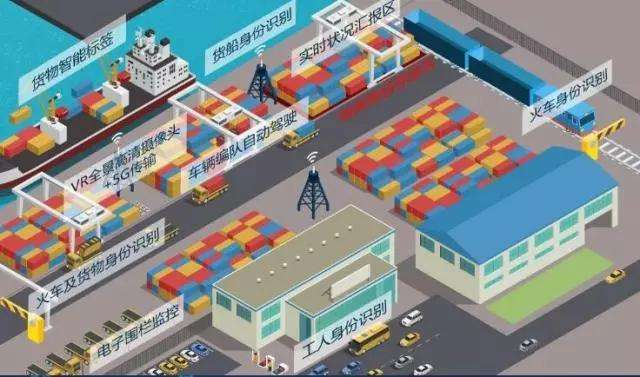 货物智能标签
货船身份识别
实时状况汇报区
火车身份识别
VR全景高清摄像头
+5G传输
车辆编队自动驾驶
火车及货物身份识别
电子围栏监控
工人身份识别